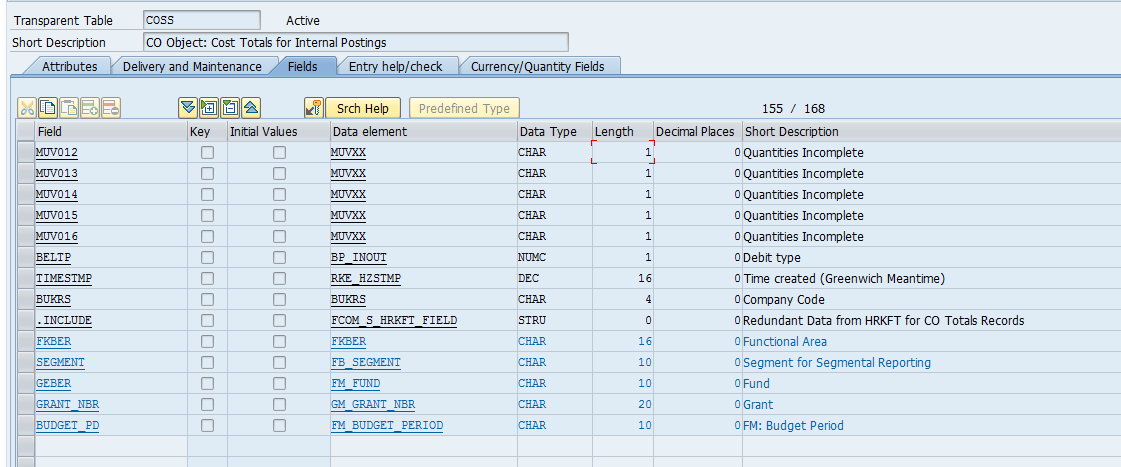 Transparent Table COSS Active
Short Description CO Object: Cost Totals for Internal Postings
Attributes Delivery and Maintenance Fields Entry help/check Currency/Quantity Fields
Srch Help Predefined Type 155 / 168
Field Key Initial Values Data element Data Type Length Decimal Places Short Description
MUV012 MUVXX CHAR 1 0 Quantities Incomplete
MUV013 MUVXX CHAR 1 0 Quantities Incomplete
MUV014 MUVXX CHAR 1 0 Quantities Incomplete
MUV015 MUVXX CHAR 1 0 Quantities Incomplete
MUV016 MUVXX CHAR 1 0 Quantities Incomplete
BELTP BP_INOUT NUMC 1 0 Debit type
TIMESTMP RKE_HZSTMP DEC 16 0 Time created (Greenwich Meantime)
BUKRS BUKRS CHAR 4 0 Company Code
.INCLUDE FCOM_S_HRKFT_FIELD STRU 0 0 Redundant Data from HRKFT for CO Totals Records
FKBER FKBER CHAR 16 0 Functional Area
SEGMENT FB_SEGMENT CHAR 10 0 Segment for Segmental Reporting
GEBER FM_FUND CHAR 10 0 Fund
GRANT_NBR GM_GRANT_NBR CHAR 20 0 Grant
BUDGET_PD FM_BUDGET_PERIOD CHAR 10 0 FM: Budget Period